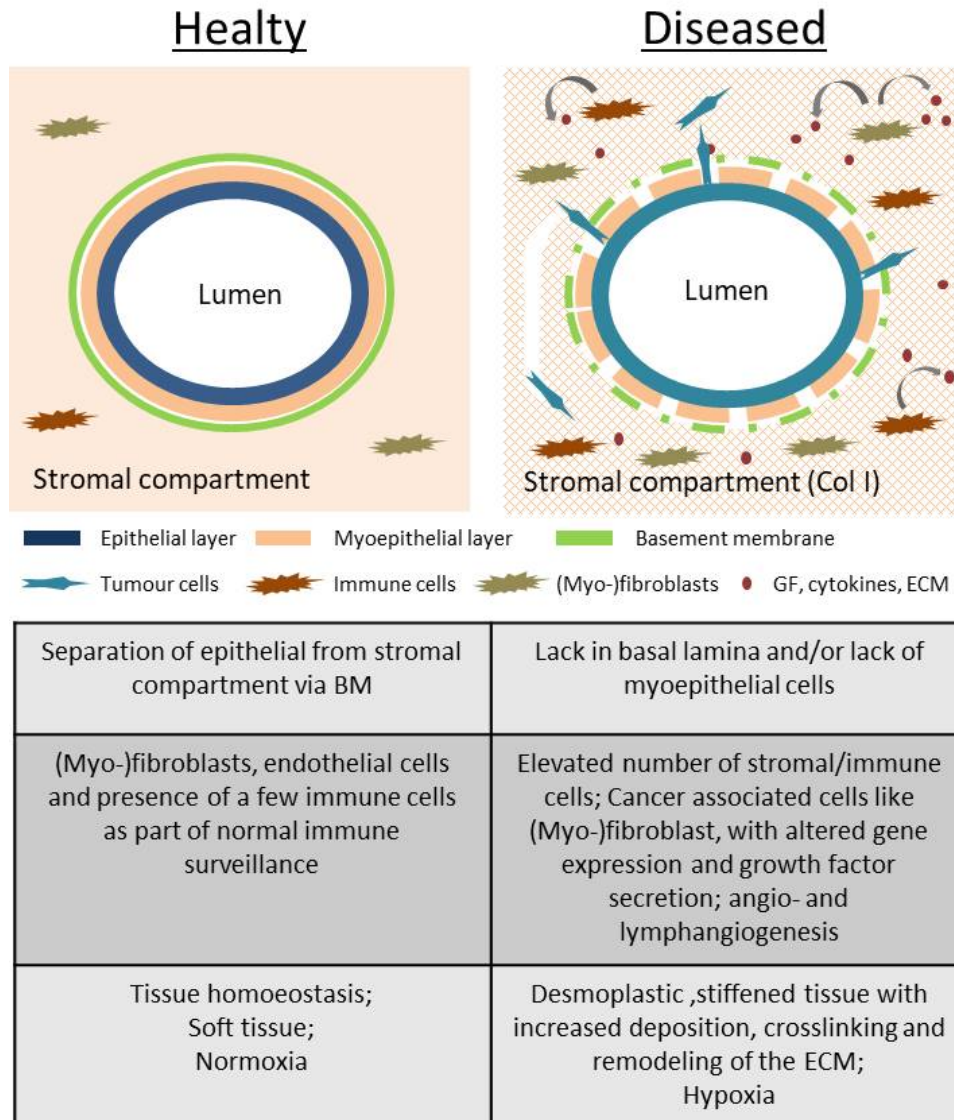 Healty
Diseased
Lumen
Lumen
Stromal compartment
Stromal compartment (Col I)
Epithelial layer
Myoepithelial layer
Basement membrane
Tumour cells
Immune cells
(Myo-)fibroblasts
GF, cytokines, ECM
Separation of epithelial from stromal
compartment via BM
Lack in basal lamina and/or lack of
myoepithelial cells
(Myo-)fibroblasts, endothelial cells
and presence of a few immune cells
as part of normal immune
surveillance
Elevated number of stromal/immune
cells; Cancer associated cells like
(Myo-)fibroblast, with altered gene
expression and growth factor
secretion; angio- and
lymphangiogenesis
Tissue homoeostasis;
Soft tissue;
Normoxia
Desmoplastic ,stiffened tissue with
increased deposition, crosslinking and
remodeling of the ECM;
Hypoxia